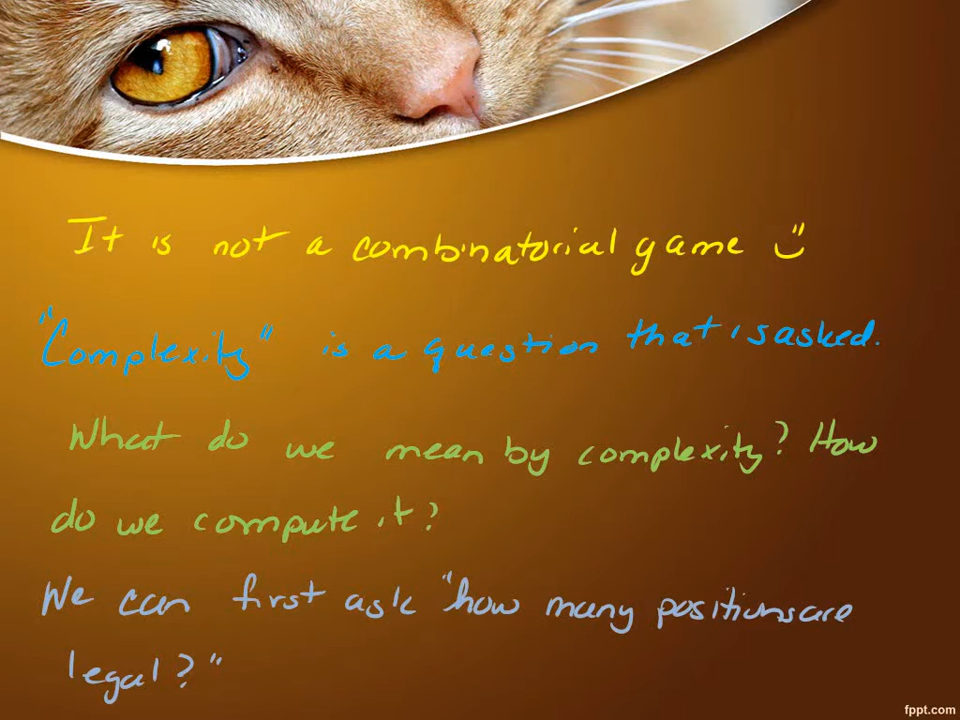 It is not a combinatorial game ت
"Complexity" is a question that is asked.
What do we mean by complexity? How
do we compute it?
We can first ask "how many positions are
legal?"
fppt.com